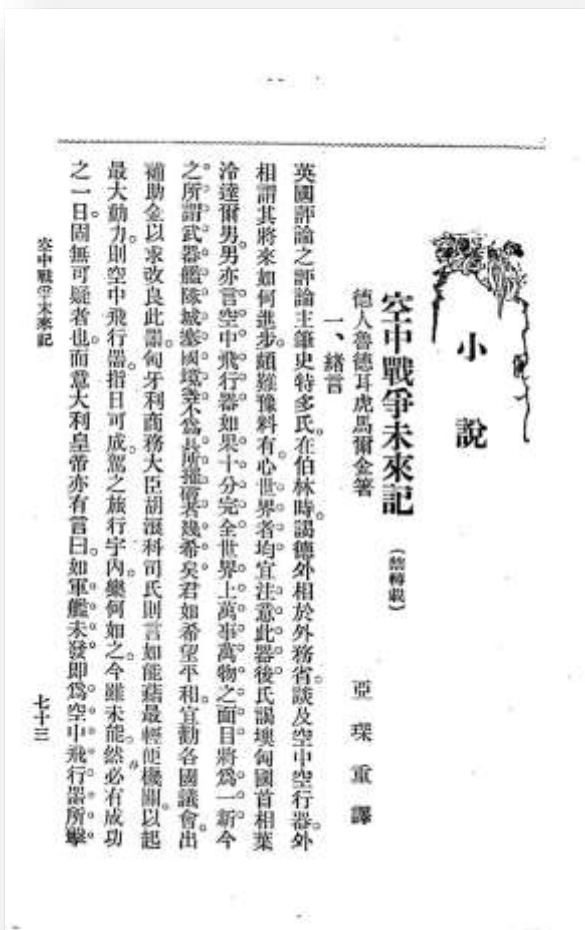 小說
空中戰爭未來記
(禁轉載)
德人魯德耳虎馬爾金著
亞琛重譯
一、緒言
英國評論之評論主筆史特多氏。在伯林時。謁德外相於外務省。談及空中空行器。外
相謂其將來如何進步。頗難豫料。有心世界者。均宜注意此器。後氏謁墺匈國首相葉
冷達爾男。男亦言空中飛行器如果十分完全。世界上萬事萬物之面目將爲一新。今
之所謂武器艦隊城塞國境等。不爲其所摧破者幾希矣。君如希望平和。宜勸各國議會。出
補助金以求改良此器。匈牙利商務大臣胡滾科司氏則言如能藉最輕便機關。以起
最大動力。則空中飛行器。指日可成。駕之旅行宇內。樂何如之。今雖未能。然必有成功
之一日。固無可疑者也。而意大利皇帝亦有言曰。如軍艦未發。即爲空中飛行器所擊
空中戰爭未來記
七十三